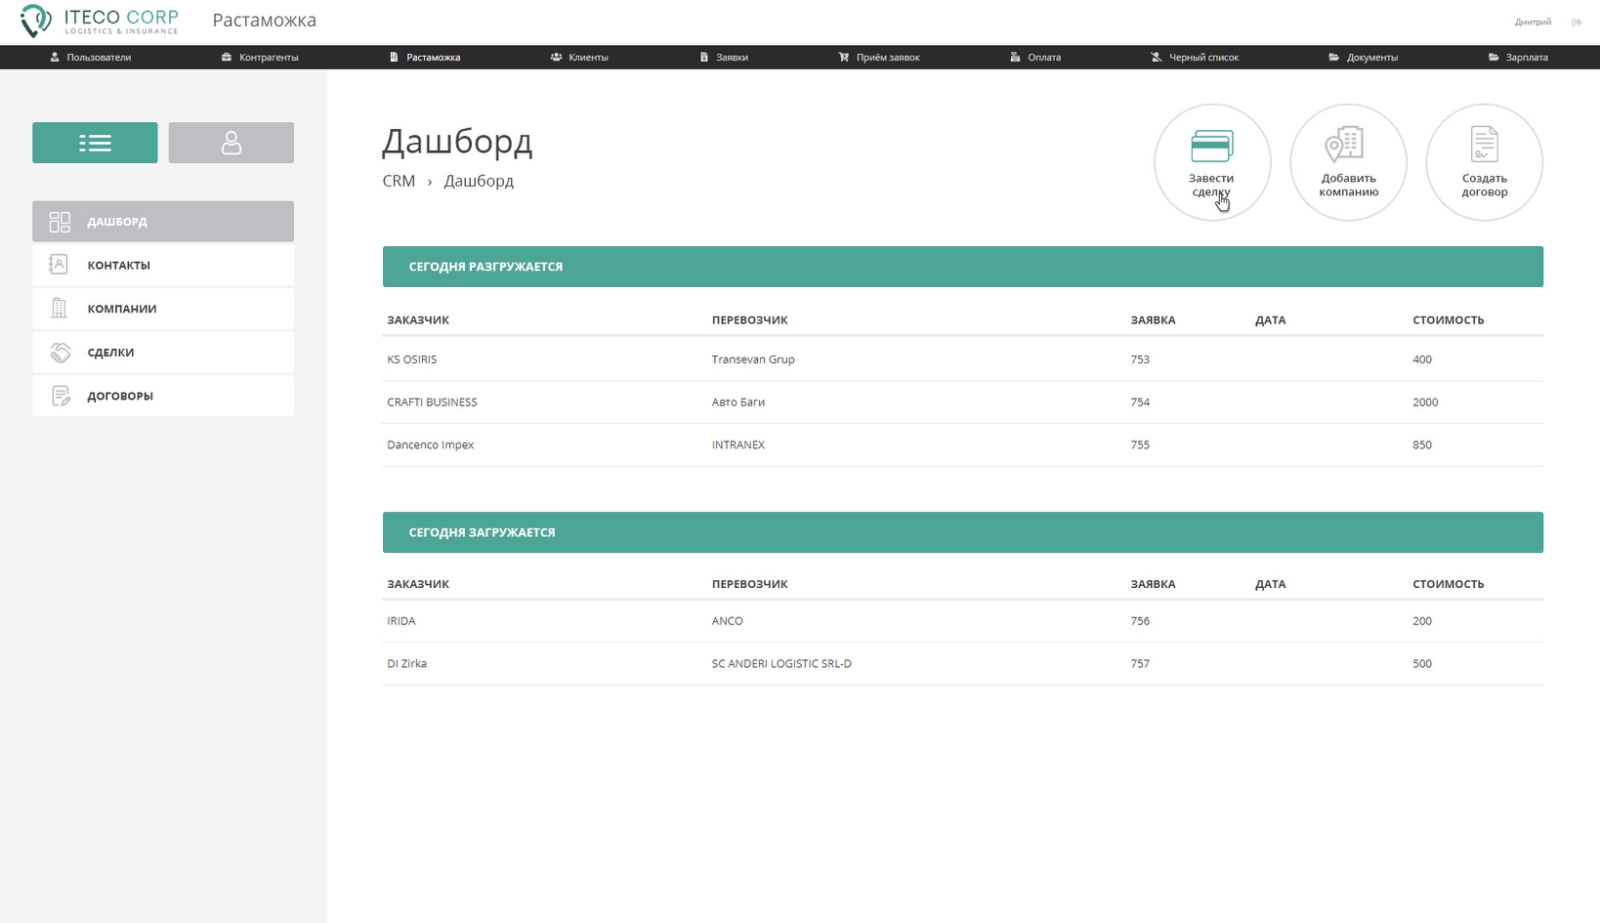 ITECO CORP
LOGISTICS & INSURANCE
Растаможка
Дмитрий
Пользователи
Контрагенты
Растаможка
Клиенты
Заявки
Приём заявок
Оплата
Черный список
Документы
Зарплата
ДАШБОРД
КОНТАКТЫ
КОМПАНИИ
СДЕЛКИ
ДОГОВОРЫ
Дашборд
CRM › Дашборд
Завести
сделку
Добавить
компанию
Создать
договор
СЕГОДНЯ РАЗГРУЖАЕТСЯ
ЗАКАЗЧИК ПЕРЕВОЗЧИК ЗАЯВКА ДАТА СТОИМОСТЬ
KS OSIRIS Transevan Grup 753 400
CRAFTI BUSINESS Авто Баги 754 2000
Dancenco Impex INTRANEX 755 850
СЕГОДНЯ ЗАГРУЖАЕТСЯ
ЗАКАЗЧИК ПЕРЕВОЗЧИК ЗАЯВКА ДАТА СТОИМОСТЬ
IRIDA ANCO 756 200
DI Zirka SC ANDERI LOGISTIC SRL-D 757 500